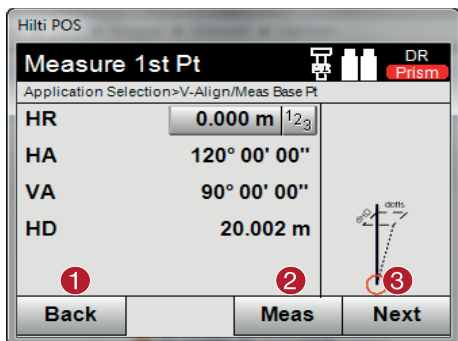 Hilti POS
Measure 1st Pt
DR
Prism
Application Selection>V-Align/Meas Base Pt
HR 0.000 m 123
HA 120° 00' 00"
VA 90° 00' 00"
HD 20.002 m
1 2 3
Back Meas Next